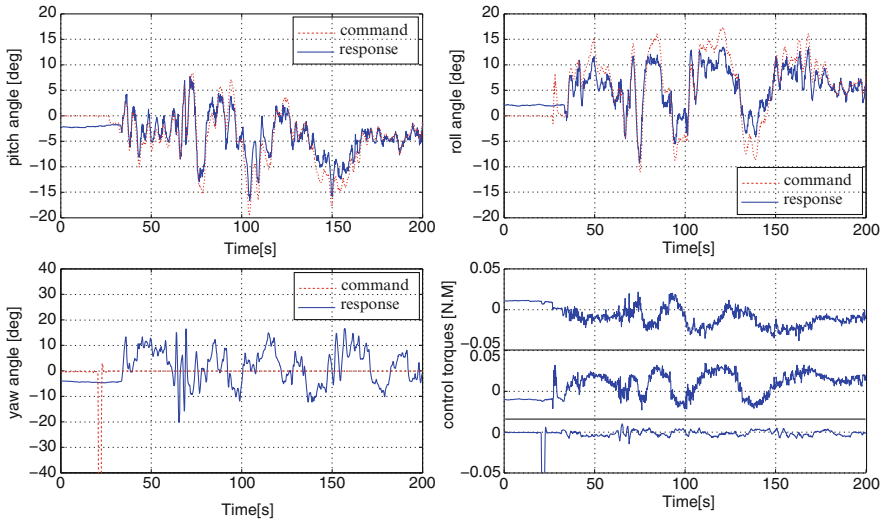 20
15
10
5
0
−5
−10
−15
−20
pitch angle [deg]
command
response
0 50 100 150 200
Time[s]
20
15
10
5
0
−5
−10
−15
−20
roll angle [deg]
command
response
0 50 100 150 200
Time[s]
40
30
20
10
0
−10
−20
−30
−40
yaw angle [deg]
command
response
0 50 100 150 200
Time[s]
0.05
0
−0.05
0.05
0
0
−0.05
control torques [N.M]
0 50 100 150 200
Time[s]